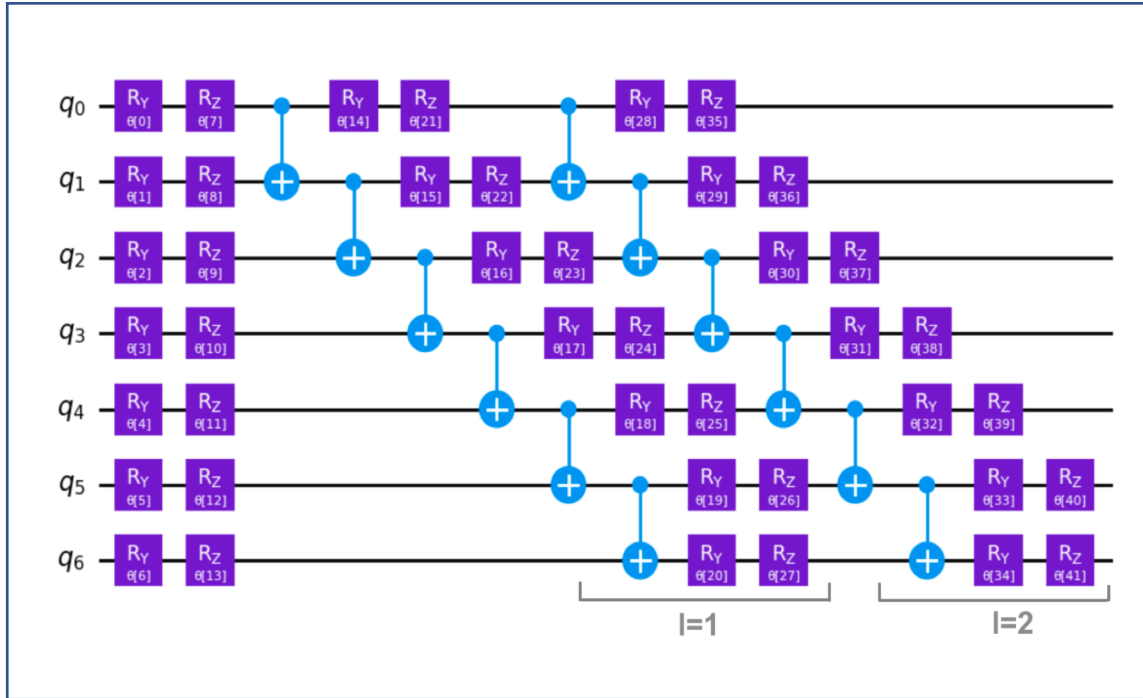 q0 RY θ[0] RZ θ[7] RY θ[14] RZ θ[21] RY θ[28] RZ θ[35]
q1 RY θ[1] RZ θ[8] RY θ[15] RZ θ[22] RY θ[29] RZ θ[36]
q2 RY θ[2] RZ θ[9] RY θ[16] RZ θ[23] RY θ[30] RZ θ[37]
q3 RY θ[3] RZ θ[10] RY θ[17] RZ θ[24] RY θ[31] RZ θ[38]
q4 RY θ[4] RZ θ[11] RY θ[18] RZ θ[25] RY θ[32] RZ θ[39]
q5 RY θ[5] RZ θ[12] RY θ[19] RZ θ[26] RY θ[33] RZ θ[40]
q6 RY θ[6] RZ θ[13] RY θ[20] RZ θ[27] RY θ[34] RZ θ[41]
l=1 l=2